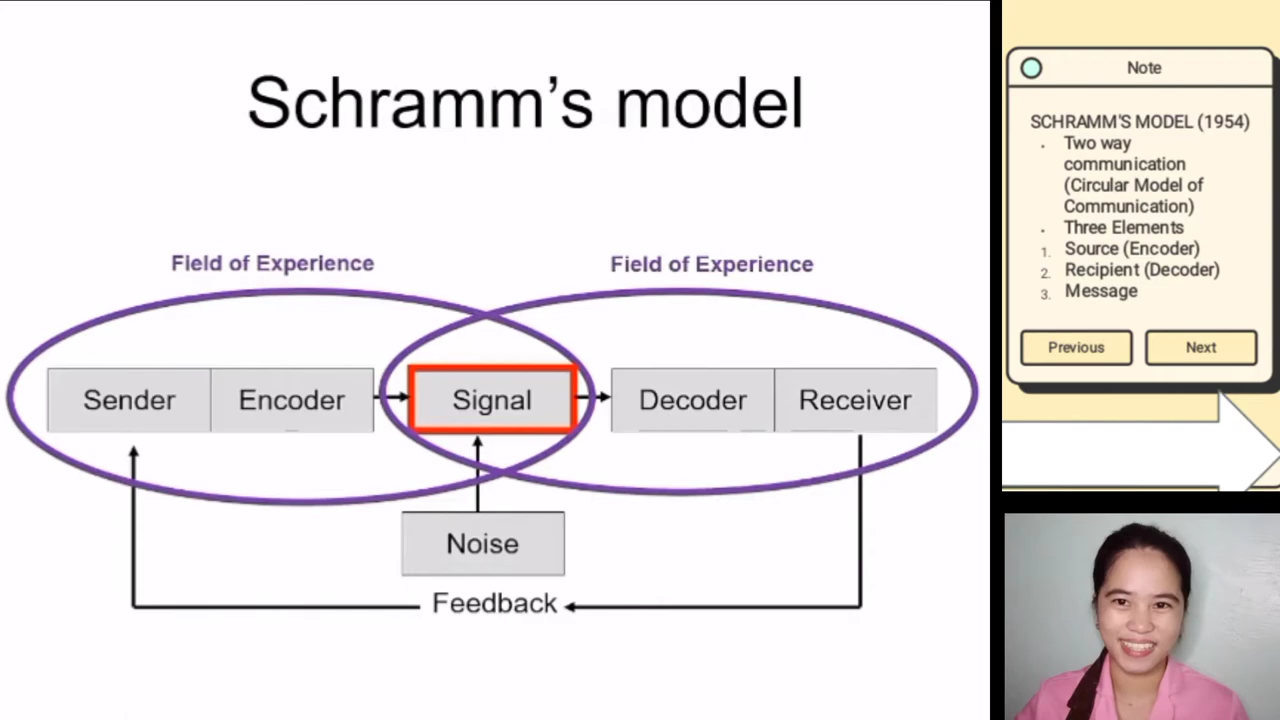 Schramm’s model
Field of Experience
Field of Experience
Sender
Encoder
Signal
Decoder
Receiver
Noise
Feedback
Note
SCHRAMM'S MODEL (1954)
· Two way
communication
(Circular Model of
Communication)
· Three Elements
1. Source (Encoder)
2. Recipient (Decoder)
3. Message
Previous
Next